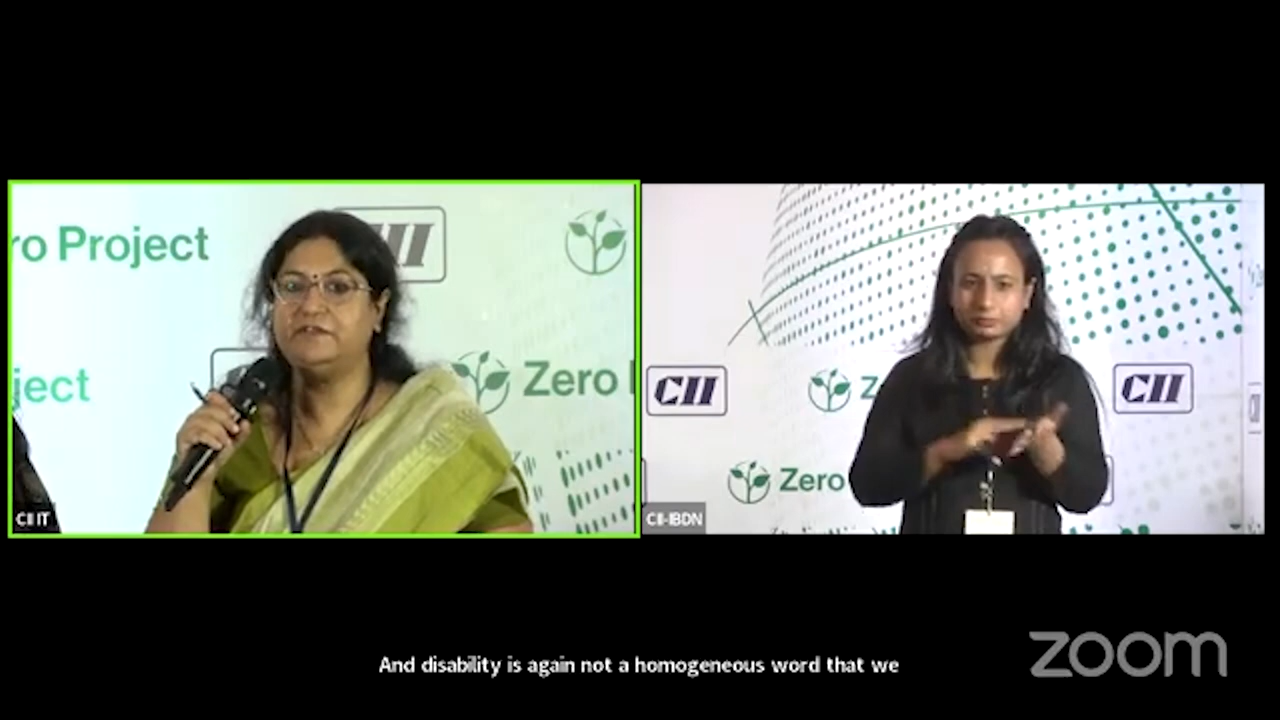 ro Project
CII
ject
Zero
CII IT
CII
CII
Zero
CII-IBDN
And disability is again not a homogeneous word that we
zoom